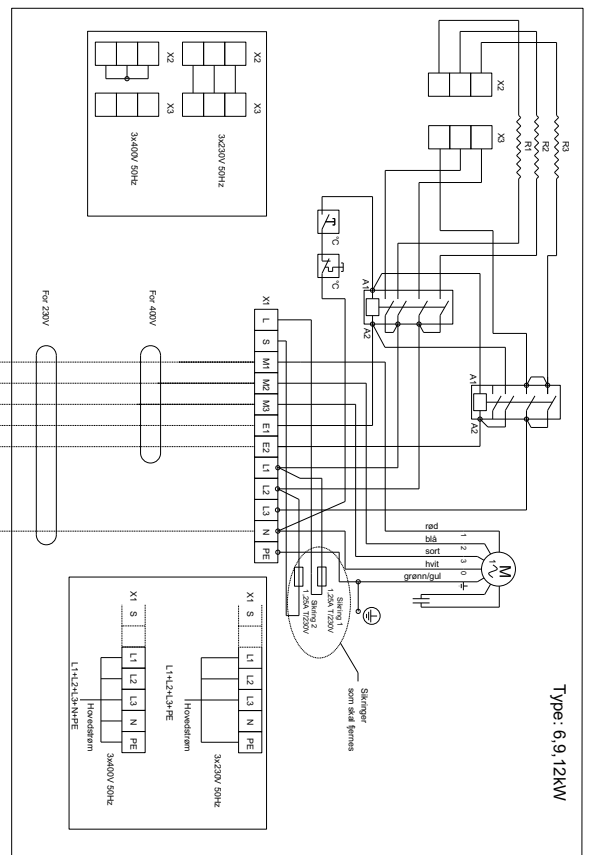 Type: 6,9,12kW
X2
X3
3x230V 50Hz
X2
X3
3x400V 50Hz
R3
R2
R1
X2
X3
°C
°C
A1
A2
A1
A2
X1
L
S
M1
M2
M3
E1
E2
L1
L2
L3
N
PE
For 400V
For 230V
rød
blå
sort
hvit
grønn/gul
1
2
3
0
M
1
Sikring 1
1,25A T/230V
Sikring 2
1,25A T/230V
Sikringer
som skal fjernes
X1
S
L1
L2
L3
N
PE
3x230V 50Hz
Hovedstrøm
L1+L2+L3+PE
X1
S
L1
L2
L3
N
PE
3x400V 50Hz
Hovedstrøm
L1+L2+L3+N+PE